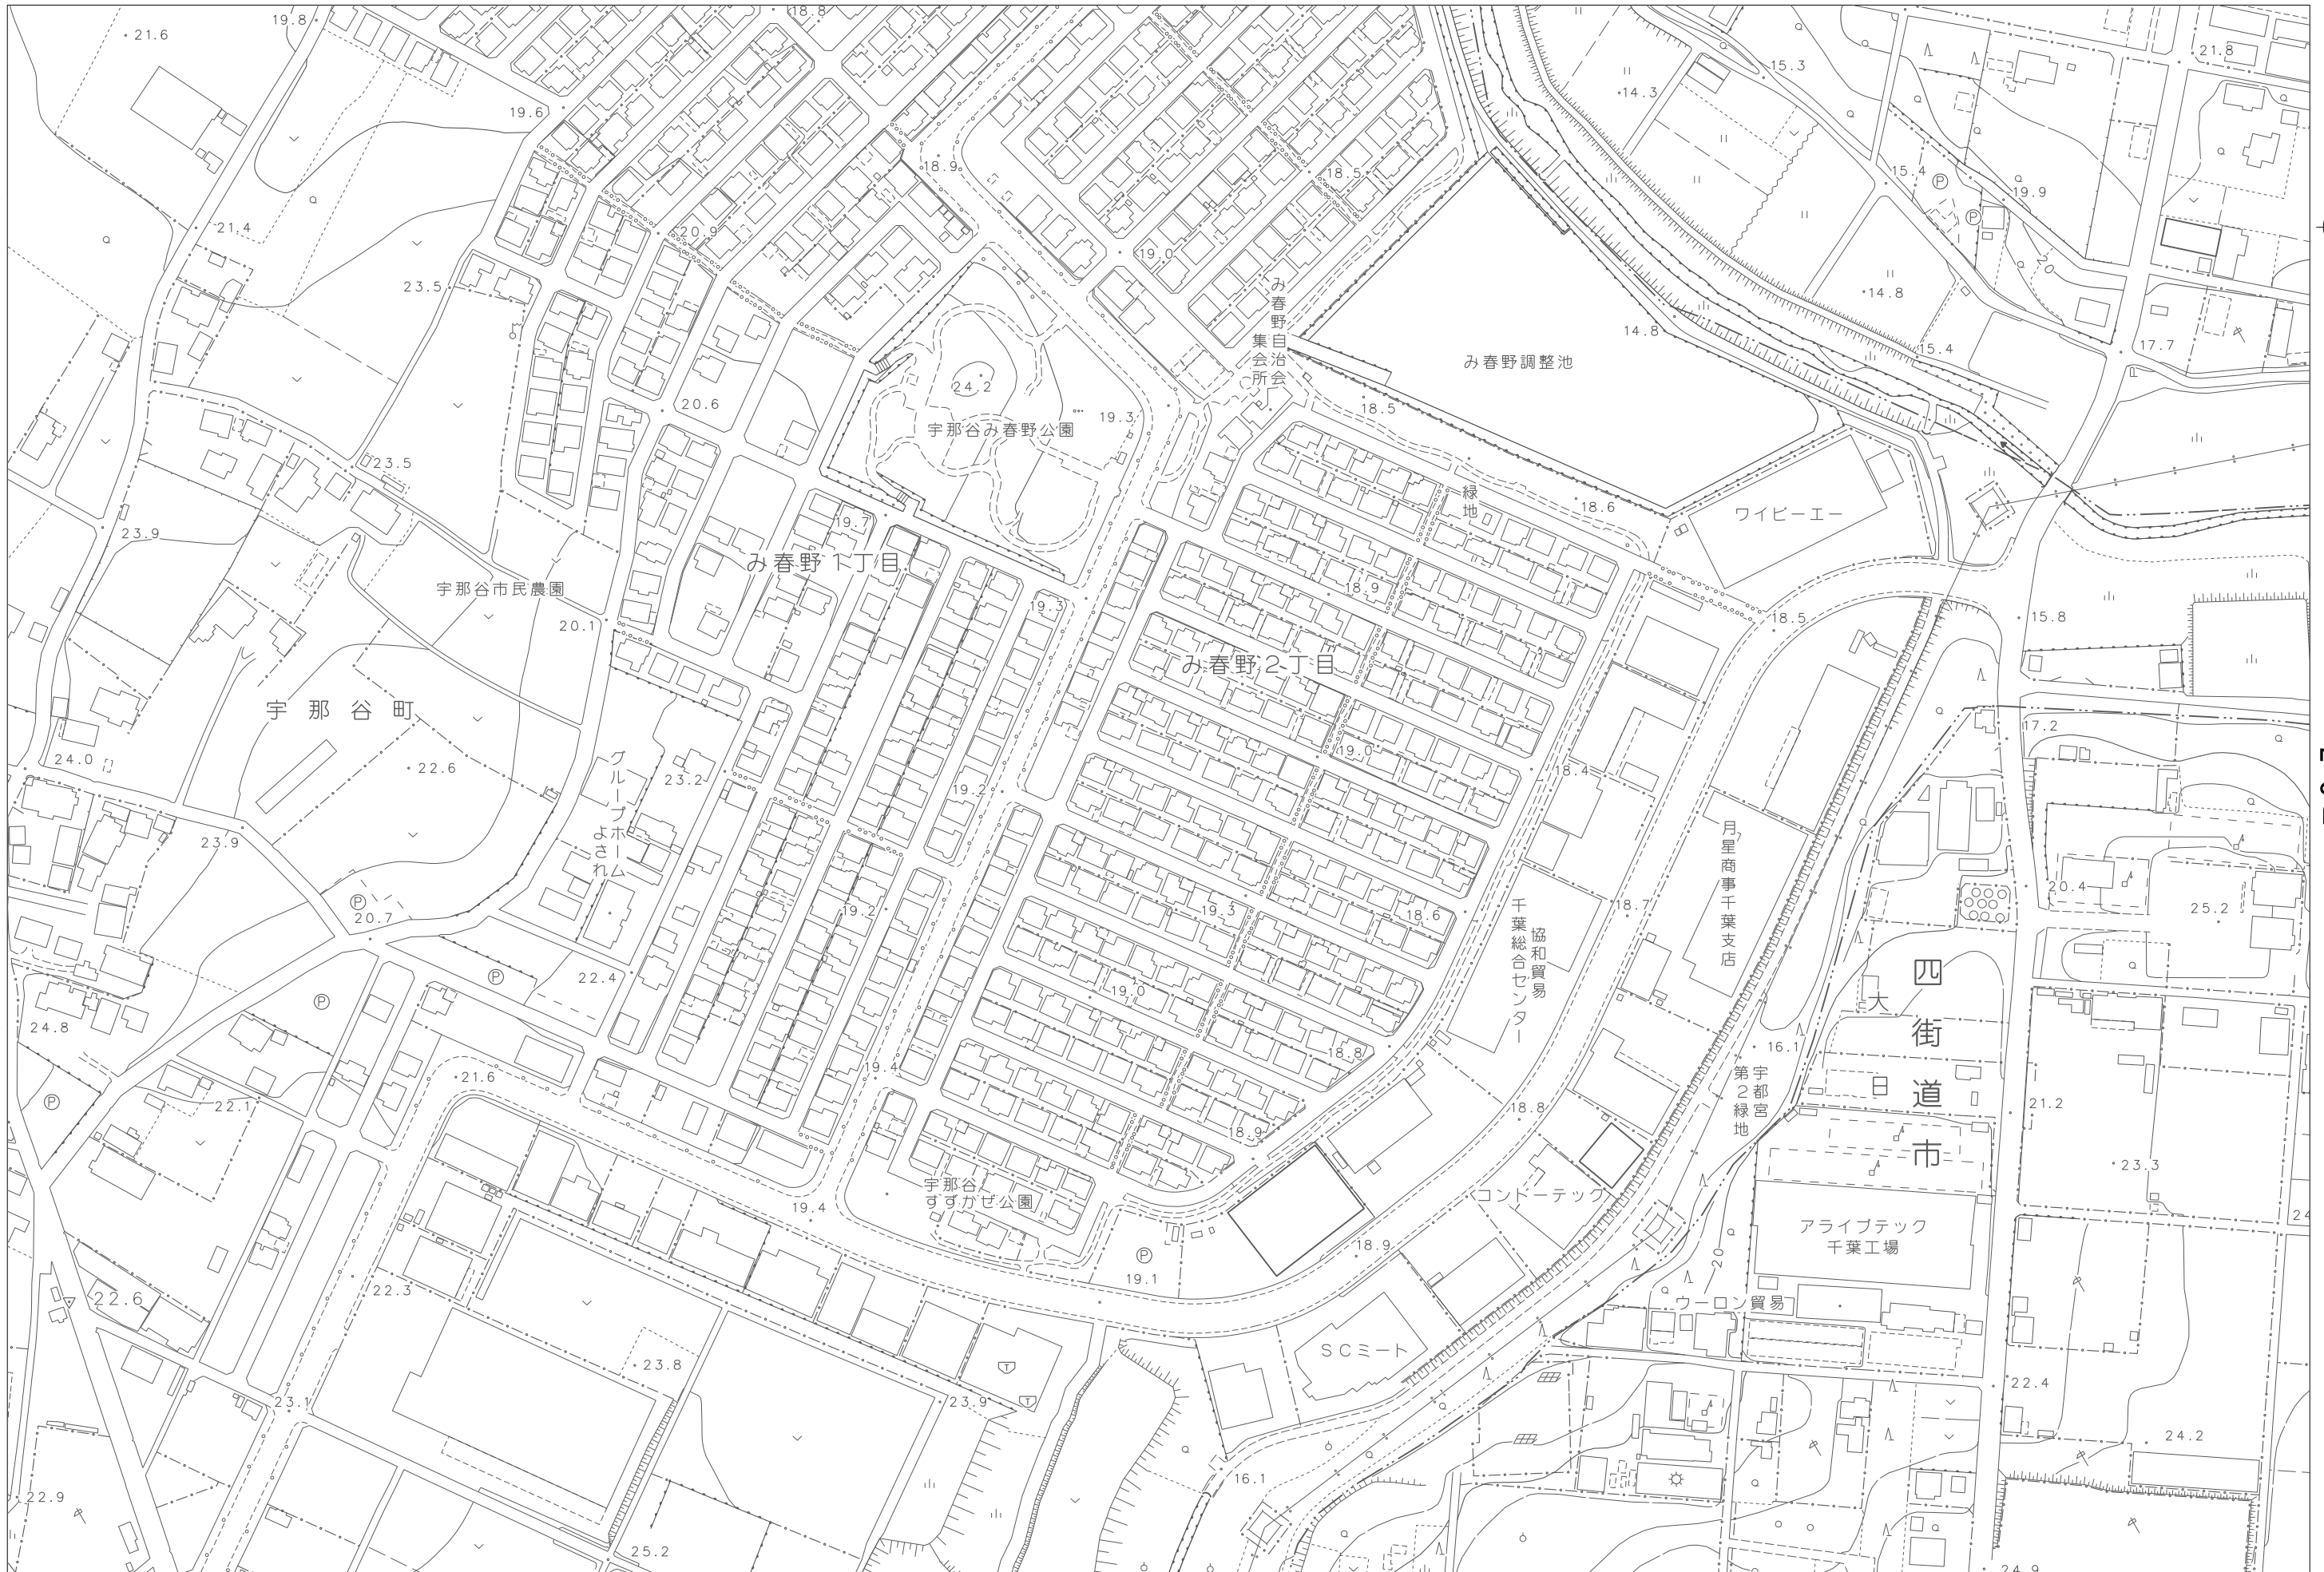 18.8
19.8
21.6
21.8
15.3
14.3
19.6
18.9
18.5
15.4
19.9
21.4
20.9
19.0
20
23.5
み春野自治会
集会所
14.8
14.8
15.4
17.7
み春野調整池
24.2
20.6
19.3
18.5
宇那谷み春野公園
23.5
緑地
18.6
ワイピーエー
23.9
19.7
み春野1丁目
宇那谷市民農園
18.9
20.1
19.3
18.5
15.8
み春野2丁目
宇那谷町
17.2
24.0
22.6
23.2
19.0
18.4
19.2
グループホーム
よされ
23.9
月星商事千葉支店
20.4
25.2
20.7
19.2
19.3
18.6
18.7
協和貿易
千葉総合センター
22.4
19.0
四街道市
大日
24.8
18.8
16.1
21.6
19.4
宇都宮
第2緑地
22.1
18.8
21.2
18.9
23.3
宇那谷
すずかぜ公園
コンドーテック
19.4
アライブテック
千葉工場
18.9
19.1
20
22.3
22.6
ウーロン貿易
SCミート
23.8
22.4
23.1
23.9
24.2
16.1
22.9
25.2
24.9